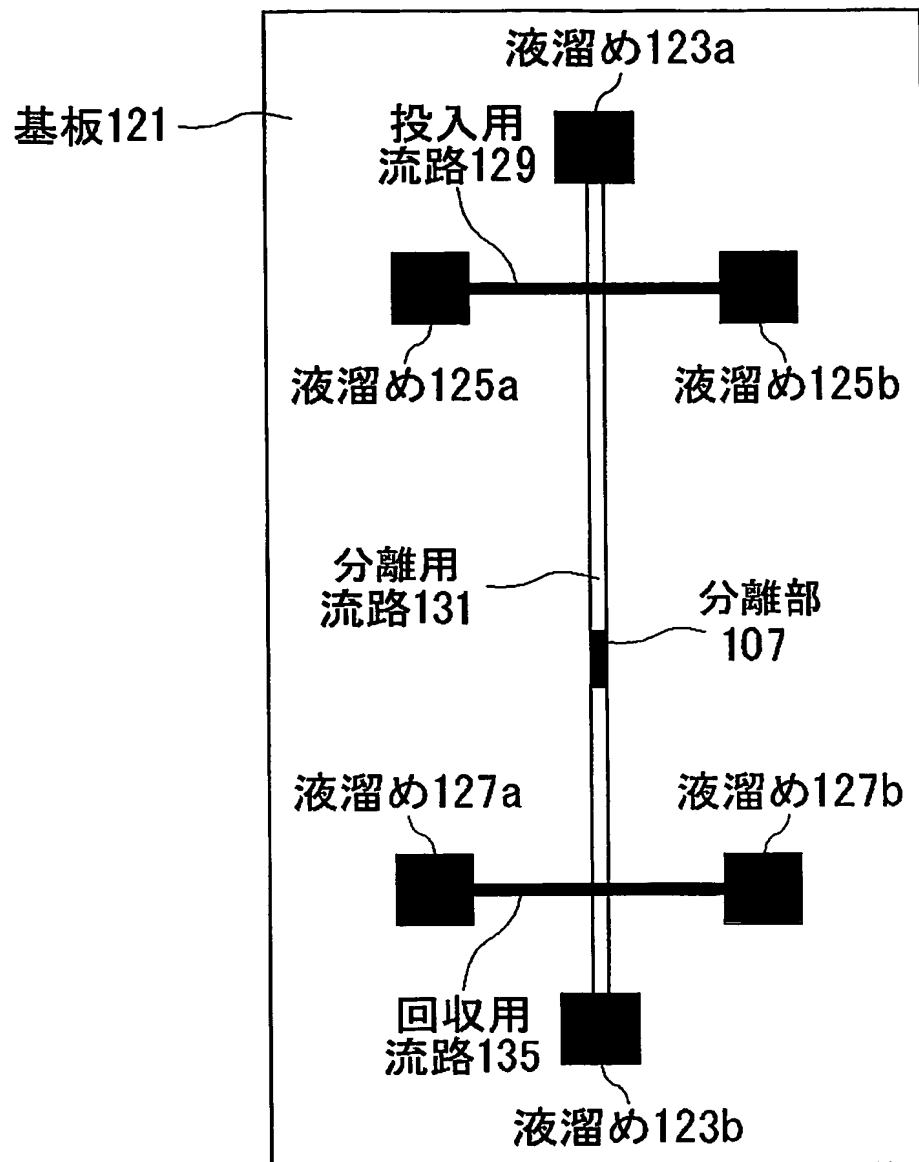 液溜め123a
基板121
投入用
流路129
液溜め125a
液溜め125b
分離用
流路131
分離部
107
液溜め127a
液溜め127b
回収用
流路135
液溜め123b